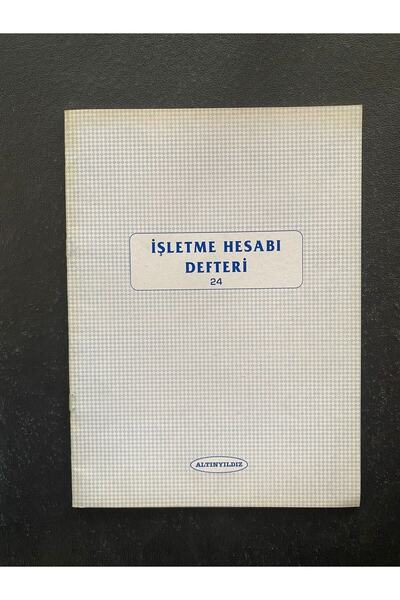 İŞLETME HESABI
DEFTERİ
24
ALTINYILDIZ